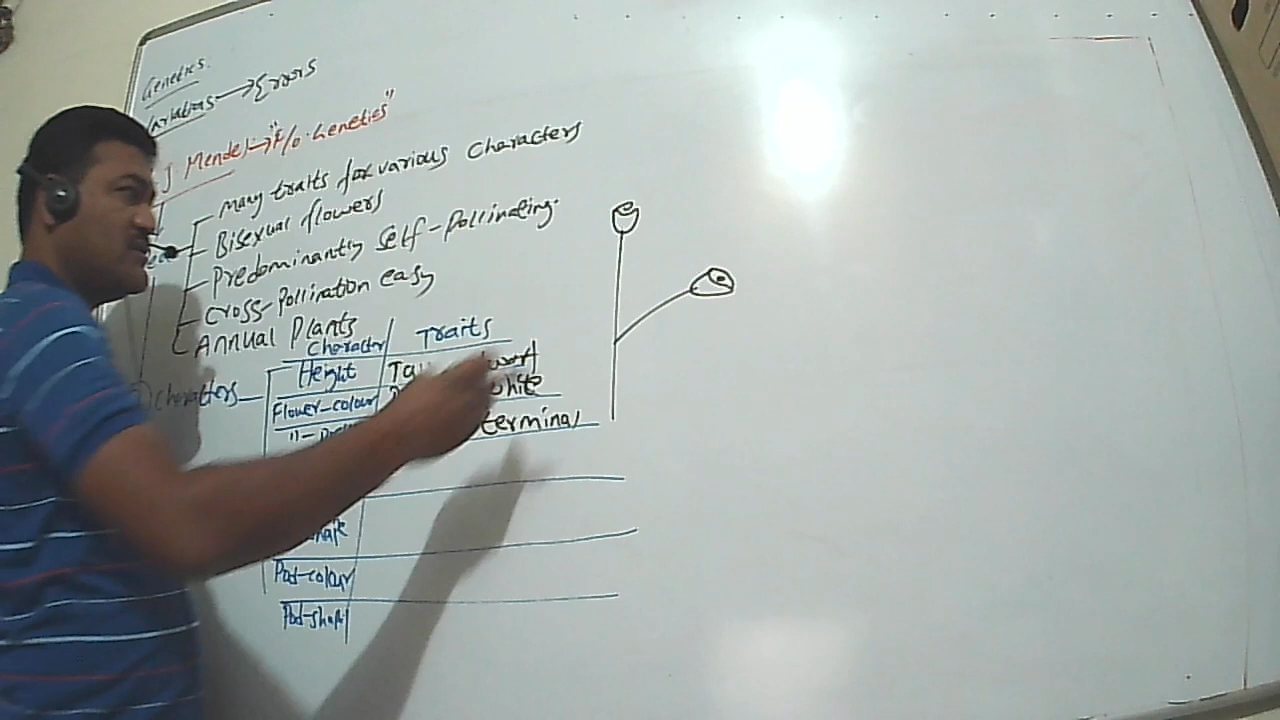 Genetics.
Variations → Errors
J Mendel → "F/o. Genetics"
Many traits for various characters
Bisexual flowers
Predominantly Self-pollinating.
Cross-Pollination easy
Annual Plants
Character Traits
Height
Characters
Flower-colour white
terminal
Pod-colour
Pod-shape